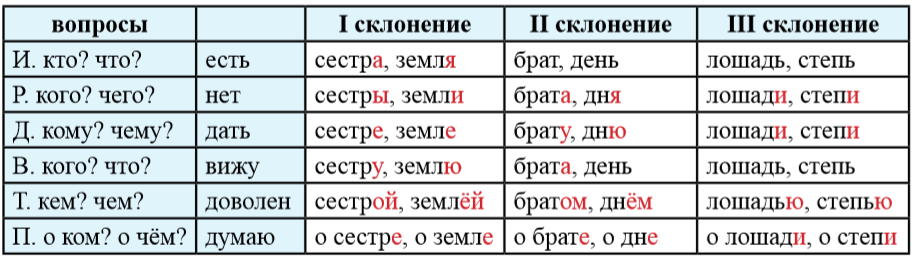 вопросы I склонение II склонение III склонение
И. кто? что? есть сестра, земля брат, день лошадь, степь
Р. кого? чего? нет сестры, земли брата, дня лошади, степи
Д. кому? чему? дать сестре, земле брату, дню лошади, степи
В. кого? что? вижу сестру, землю брата, день лошадь, степь
Т. кем? чем? доволен сестрой, землёй братом, днём лошадью, степью
П. о ком? о чём? думаю о сестре, о земле о брате, о дне о лошади, о степи